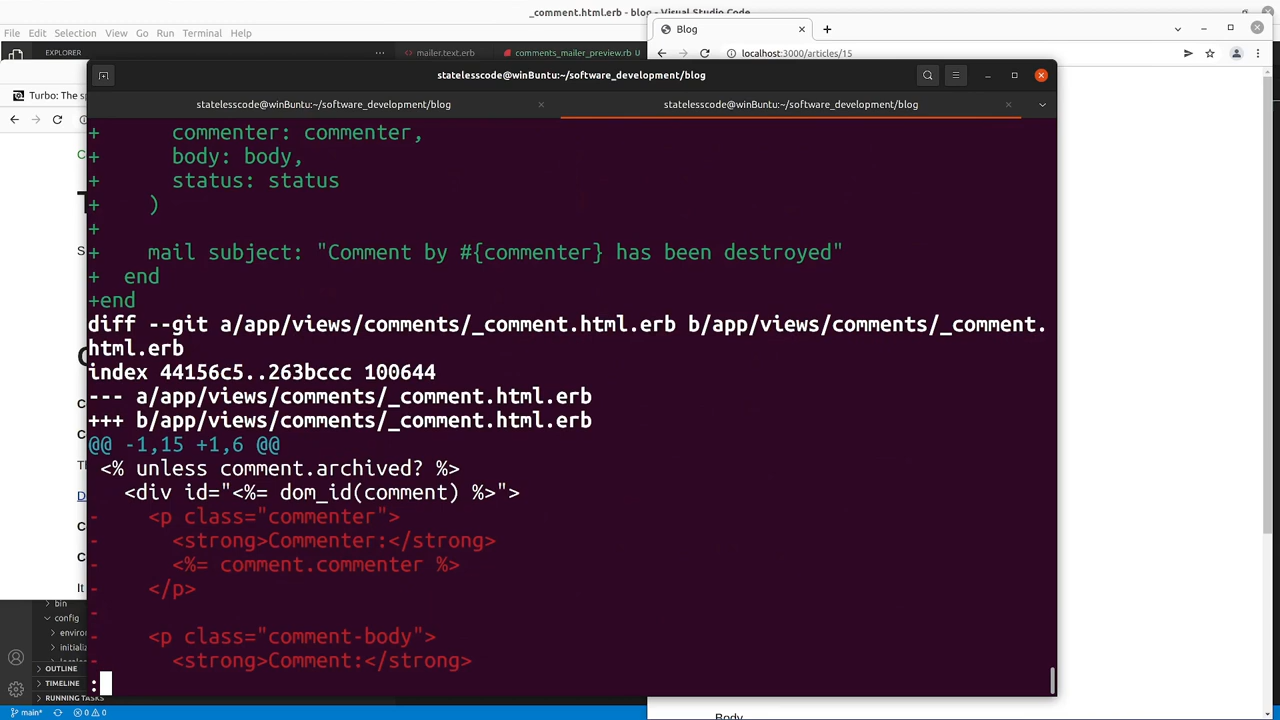 _comment.html.erb - blog - Visual Studio Code
File Edit Selection View Go Run Terminal Help
Blog
EXPLORER
mailer.text.erb
comments_mailer_preview.rb U
localhost:3000/articles/15
statelesscode@winBuntu:~/software_development/blog
Turbo: The sp
statelesscode@winBuntu:~/software_development/blog
statelesscode@winBuntu:~/software_development/blog
+ commenter: commenter,
+ body: body,
+ status: status
+ )
+
+ mail subject: "Comment by #{commenter} has been destroyed"
+ end
+end
diff --git a/app/views/comments/_comment.html.erb b/app/views/comments/_comment.
html.erb
index 44156c5..263bccc 100644
--- a/app/views/comments/_comment.html.erb
+++ b/app/views/comments/_comment.html.erb
@@ -1,15 +1,6 @@
<% unless comment.archived? %>
<div id="<%= dom_id(comment) %>">
- <p class="commenter">
- <strong>Commenter:</strong>
- <%= comment.commenter %>
- </p>
-
- <p class="comment-body">
- <strong>Comment:</strong>
:
It
bin
config
environ
initializ
OUTLINE
TIMELINE
RUNNING TASKS
main*
0
0
Body